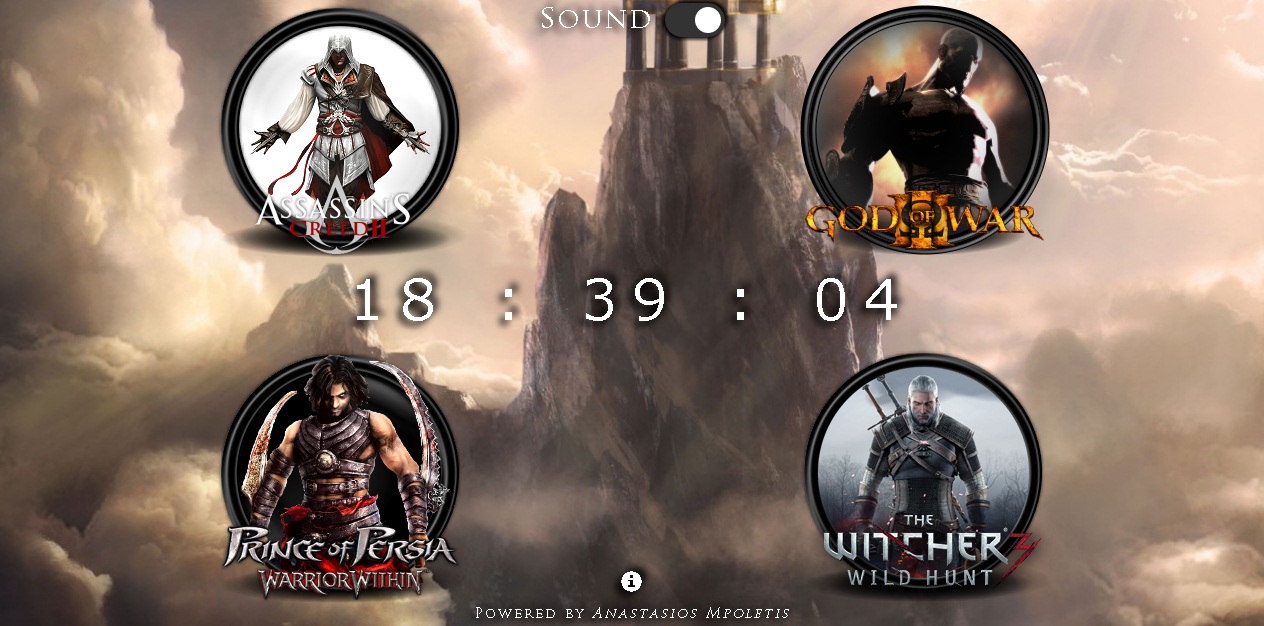 Sound
ASSASSIN'S
CREED II
GOD OF WAR
III
18 : 39 : 04
PRINCE OF PERSIA
WARRIOR WITHIN
THE
WITCHER 3
WILD HUNT
i
Powered by Anastasios Mpoletis